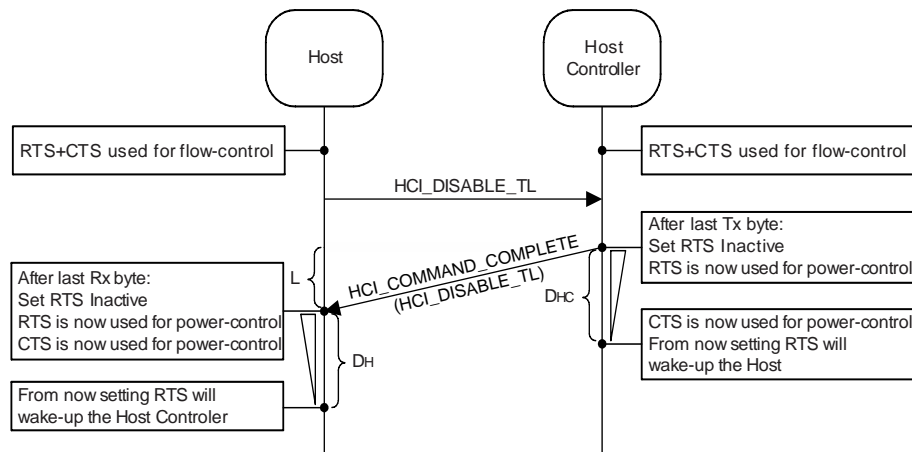 Host
Host
Controller
RTS+CTS used for flow-control
RTS+CTS used for flow-control
HCI_DISABLE_TL
After last Tx byte:
Set RTS Inactive
RTS is now used for power-control
HCI_COMMAND_COMPLETE
(HCI_DISABLE_TL)
L
DHC
After last Rx byte:
Set RTS Inactive
RTS is now used for power-control
CTS is now used for power-control
CTS is now used for power-control
From now setting RTS will
wake-up the Host
DH
From now setting RTS will
wake-up the Host Controler